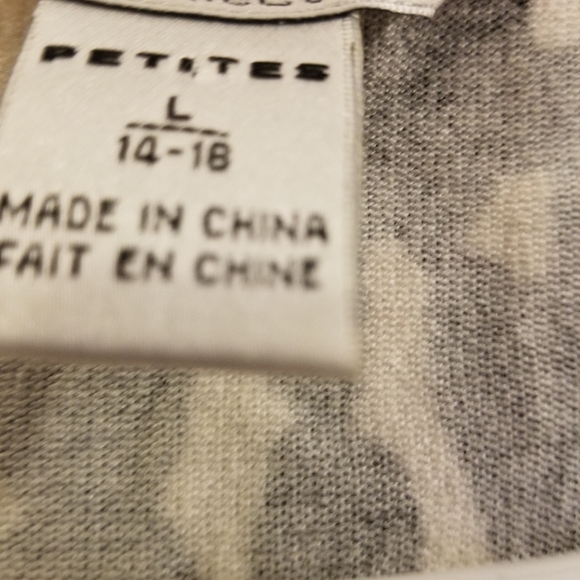 PETITES
L
14-18
MADE IN CHINA
FAIT EN CHINE